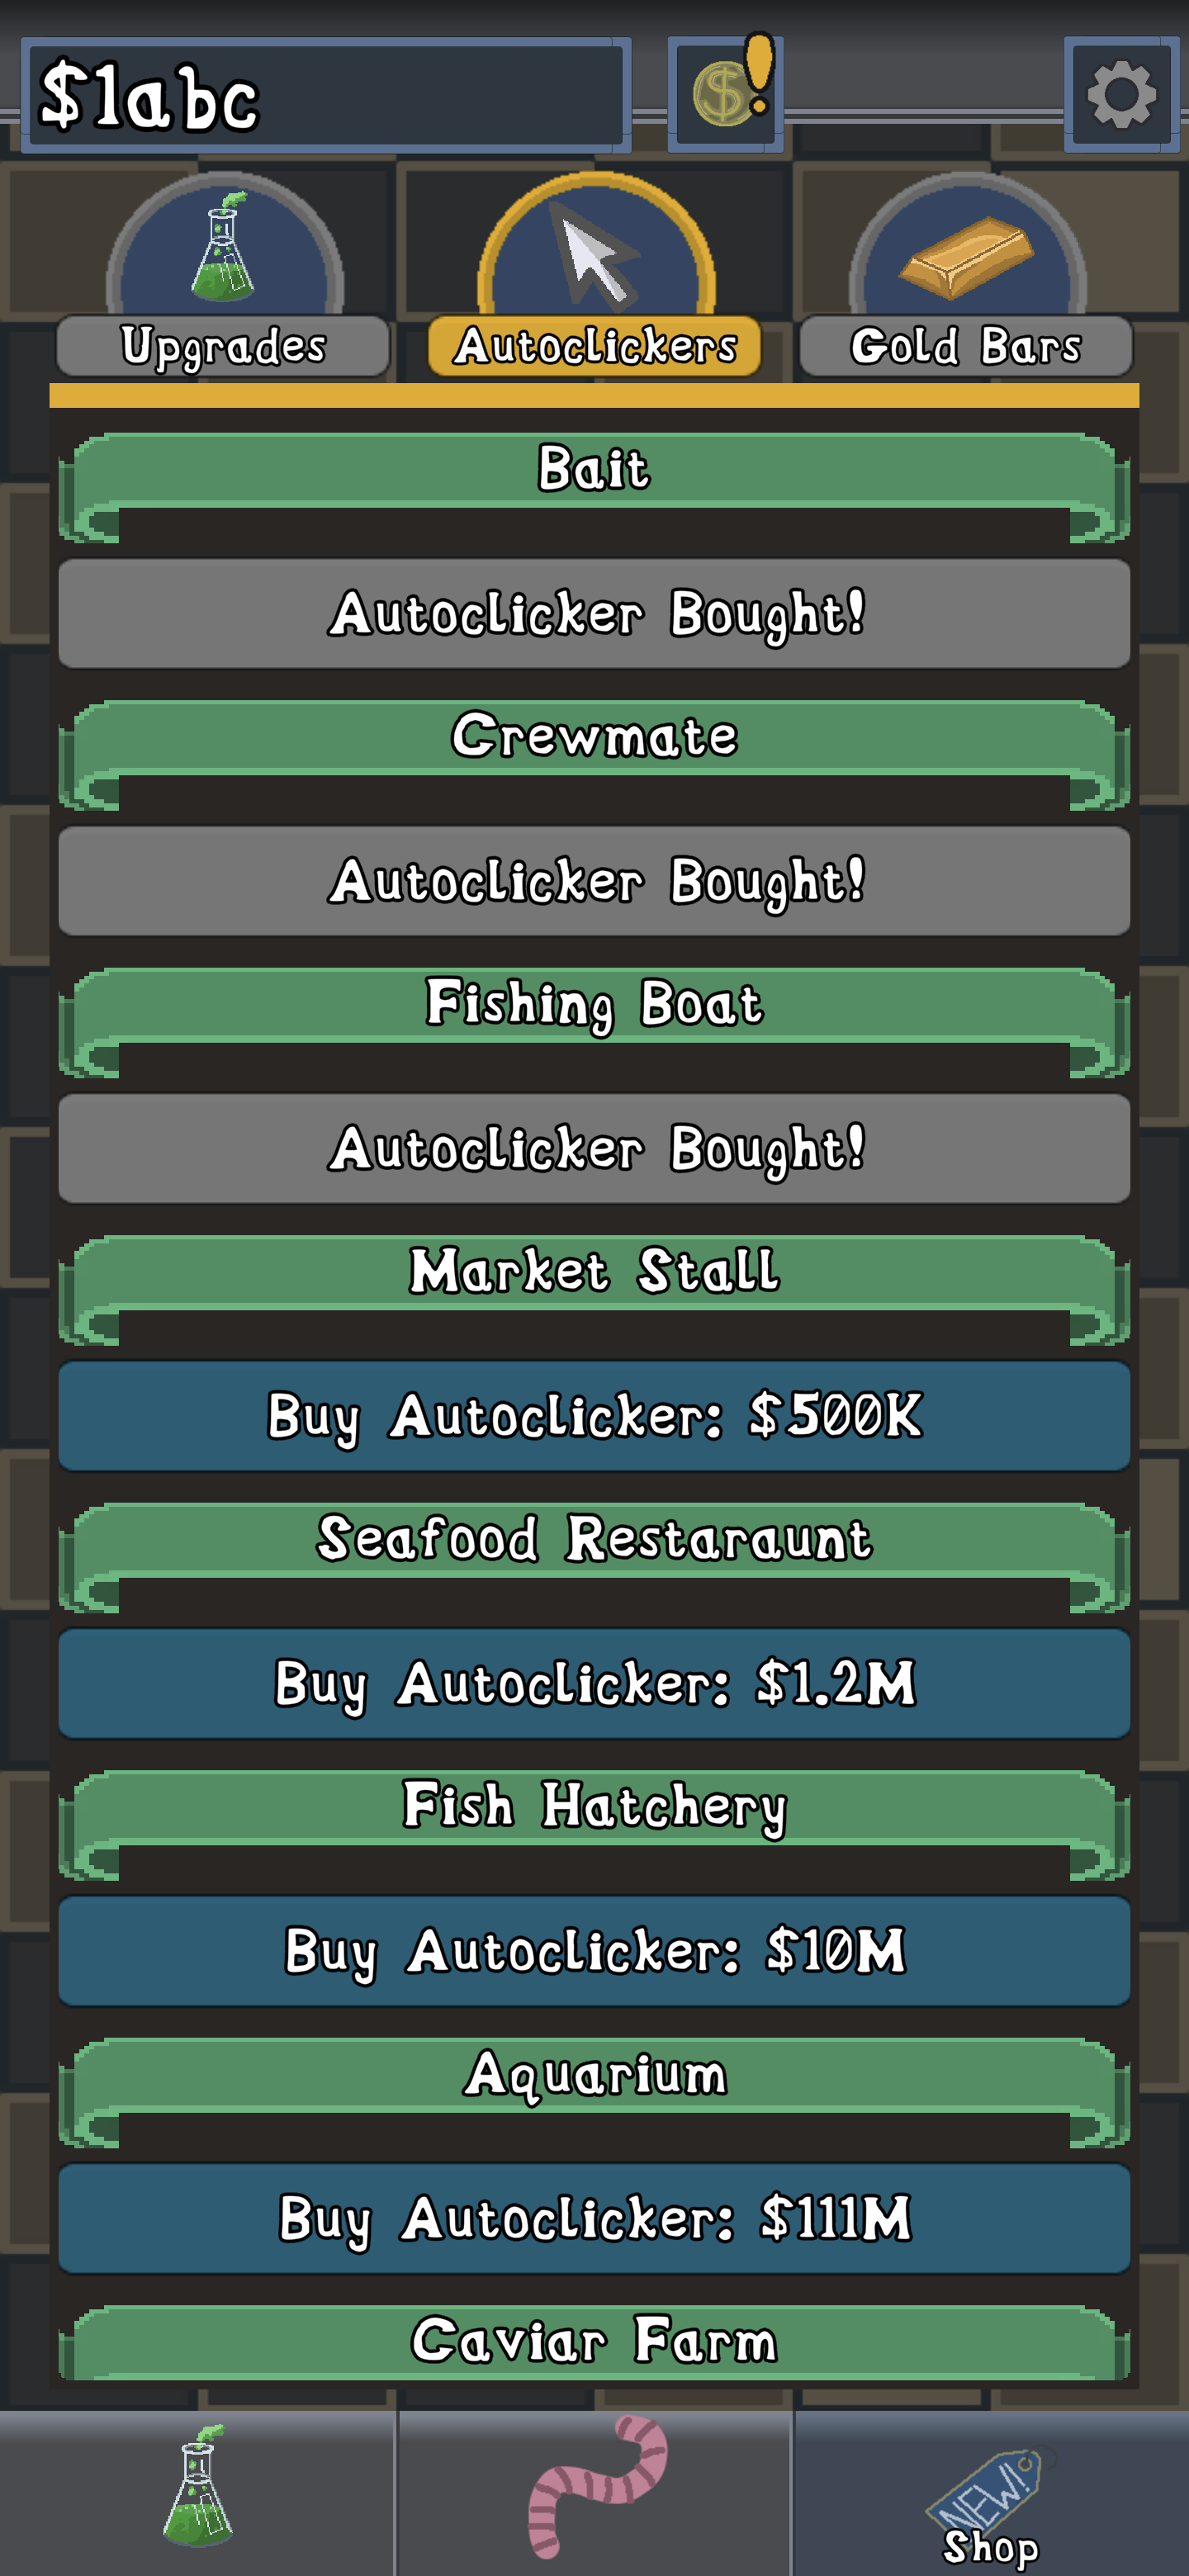 $1abc
Upgrades
Autoclickers
Gold Bars
Bait
Autoclicker Bought!
Crewmate
Autoclicker Bought!
Fishing Boat
Autoclicker Bought!
Market Stall
Buy Autoclicker: $500K
Seafood Restaraunt
Buy Autoclicker: $1.2M
Fish Hatchery
Buy Autoclicker: $10M
Aquarium
Buy Autoclicker: $111M
Caviar Farm
NEW!
Shop